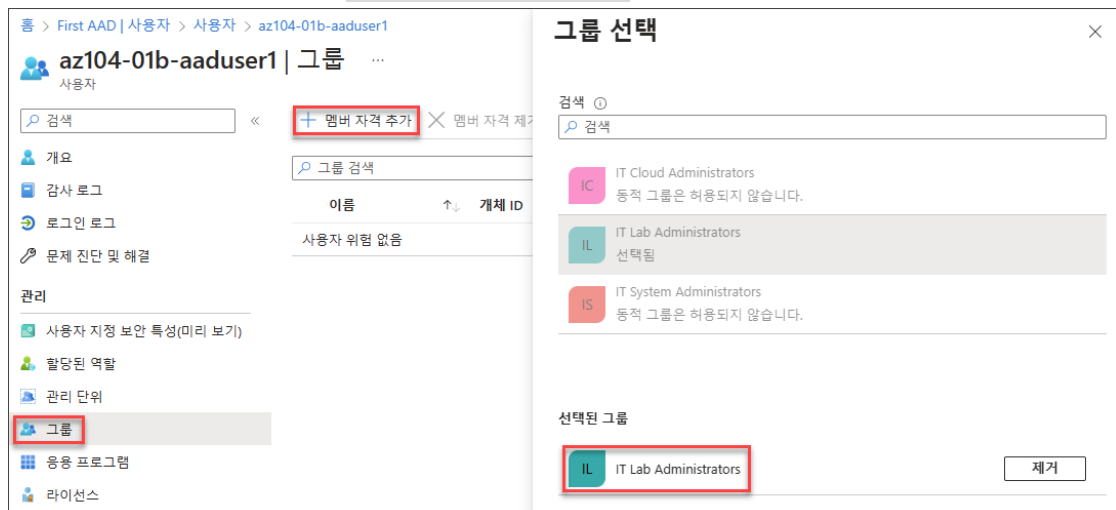 홈 > First AAD | 사용자 > 사용자 > az104-01b-aaduser1
az104-01b-aaduser1 | 그룹 ...
사용자
검색 «
개요
감사 로그
로그인 로그
문제 진단 및 해결
관리
사용자 지정 보안 특성(미리 보기)
할당된 역할
관리 단위
그룹
응용 프로그램
라이선스
+ 멤버 자격 추가 × 멤버 자격 제거
그룹 검색
이름 ↑↓ 개체 ID
사용자 위험 없음
그룹 선택 ×
검색
검색
IC IT Cloud Administrators
동적 그룹은 허용되지 않습니다.
IL IT Lab Administrators
선택됨
IS IT System Administrators
동적 그룹은 허용되지 않습니다.
선택된 그룹
IL IT Lab Administrators 제거